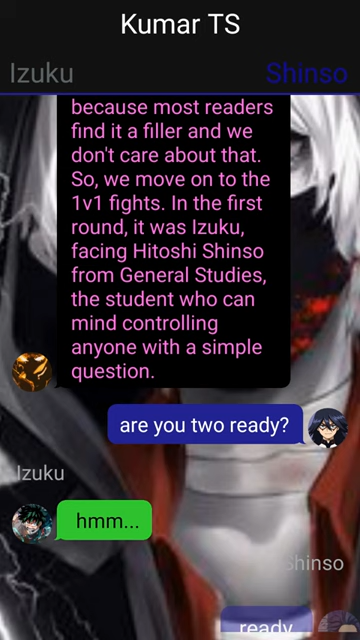 Kumar TS
Izuku
Shinso
because most readers
find it a filler and we
don't care about that.
So, we move on to the
1v1 fights. In the first
round, it was Izuku,
facing Hitoshi Shinso
from General Studies,
the student who can
mind controlling
anyone with a simple
question.
are you two ready?
Izuku
hmm...
Shinso
ready